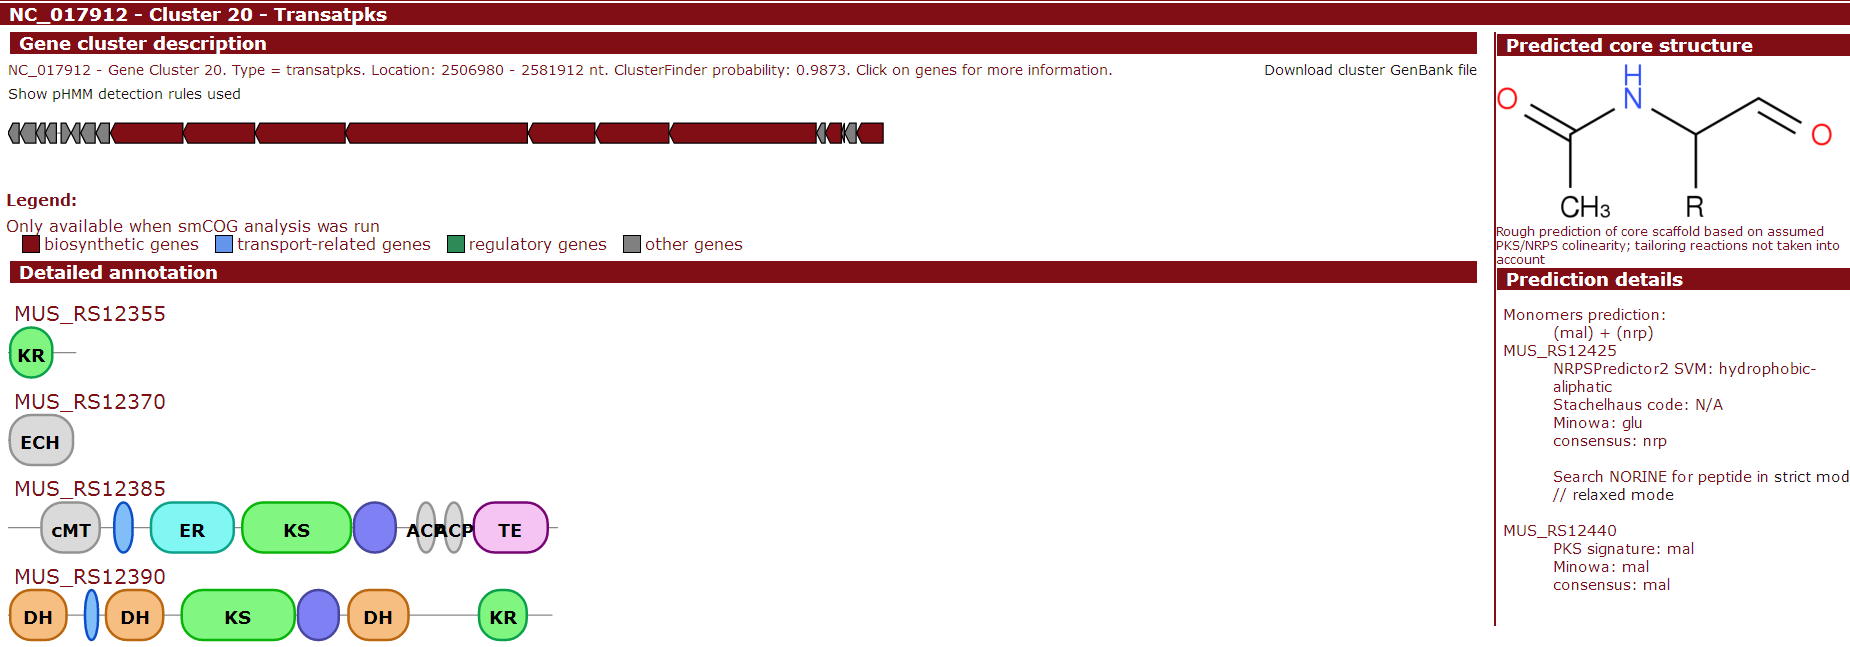 NC_017912 - Cluster 20 - Transatpks
Gene cluster description
NC_017912 - Gene Cluster 20. Type = transatpks. Location: 2506980 - 2581912 nt. ClusterFinder probability: 0.9873. Click on genes for more information.
Download cluster GenBank file
Show pHMM detection rules used
Legend:
Only available when smCOG analysis was run
biosynthetic genes transport-related genes regulatory genes other genes
Detailed annotation
MUS_RS12355
KR
MUS_RS12370
ECH
MUS_RS12385
cMT ER KS ACP ACP TE
MUS_RS12390
DH DH KS DH KR
Predicted core structure
H
N
O
O
CH3
R
Rough prediction of core scaffold based on assumed
PKS/NRPS colinearity; tailoring reactions not taken into
account
Prediction details
Monomers prediction:
(mal) + (nrp)
MUS_RS12425
NRPSPredictor2 SVM: hydrophobic-
aliphatic
Stachelhaus code: N/A
Minowa: glu
consensus: nrp
Search NORINE for peptide in strict mod
// relaxed mode
MUS_RS12440
PKS signature: mal
Minowa: mal
consensus: mal